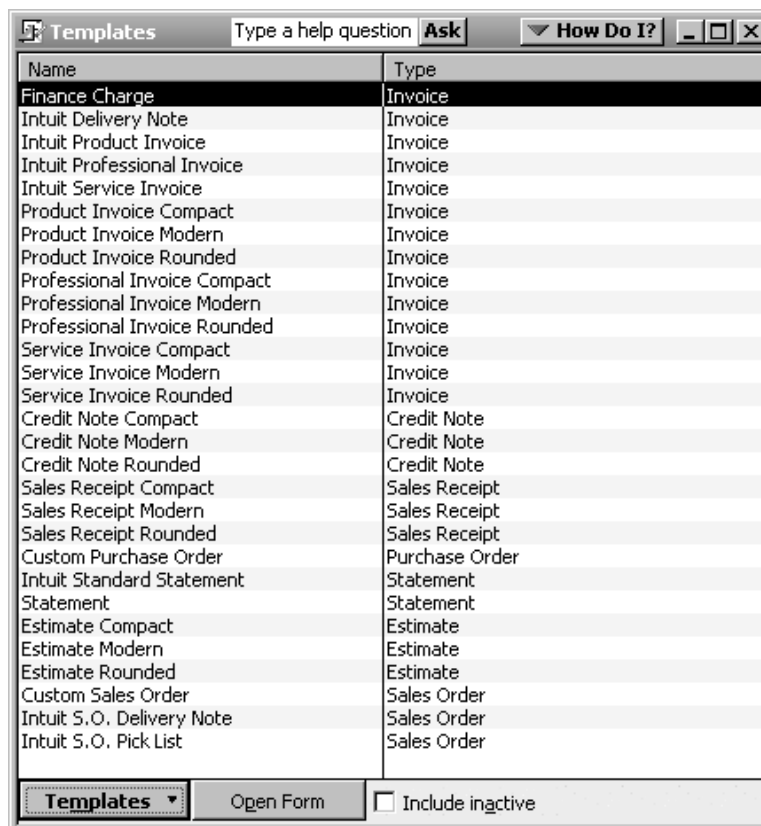 Templates Type a help question Ask How Do I?
Name Type
Finance Charge Invoice
Intuit Delivery Note Invoice
Intuit Product Invoice Invoice
Intuit Professional Invoice Invoice
Intuit Service Invoice Invoice
Product Invoice Compact Invoice
Product Invoice Modern Invoice
Product Invoice Rounded Invoice
Professional Invoice Compact Invoice
Professional Invoice Modern Invoice
Professional Invoice Rounded Invoice
Service Invoice Compact Invoice
Service Invoice Modern Invoice
Service Invoice Rounded Invoice
Credit Note Compact Credit Note
Credit Note Modern Credit Note
Credit Note Rounded Credit Note
Sales Receipt Compact Sales Receipt
Sales Receipt Modern Sales Receipt
Sales Receipt Rounded Sales Receipt
Custom Purchase Order Purchase Order
Intuit Standard Statement Statement
Statement Statement
Estimate Compact Estimate
Estimate Modern Estimate
Estimate Rounded Estimate
Custom Sales Order Sales Order
Intuit S.O. Delivery Note Sales Order
Intuit S.O. Pick List Sales Order
Templates Open Form Include inactive